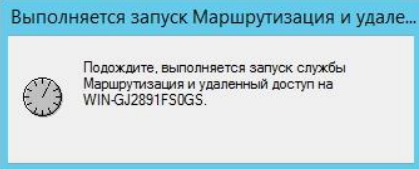 Выполняется запуск Маршрутизация и удале...
Подождите, выполняется запуск службы
Маршрутизация и удаленный доступ на
WIN-GJ2891FS0GS.